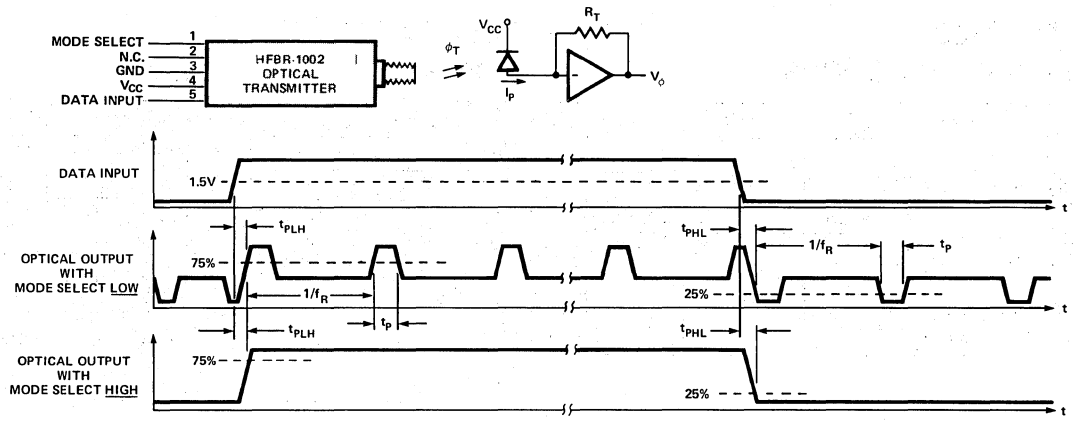 MODE SELECT 1
N.C. 2
GND 3
VCC 4
DATA INPUT 5
HFBR-1002
OPTICAL
TRANSMITTER
ϕT
VCC
IP
RT
Vϕ
DATA INPUT
1.5V
t
OPTICAL OUTPUT
WITH
MODE SELECT LOW
75%
tPLH
1/fR
tP
tPHL
1/fR
tP
25%
t
OPTICAL OUTPUT
WITH
MODE SELECT HIGH
75%
tPLH
tPHL
25%
t